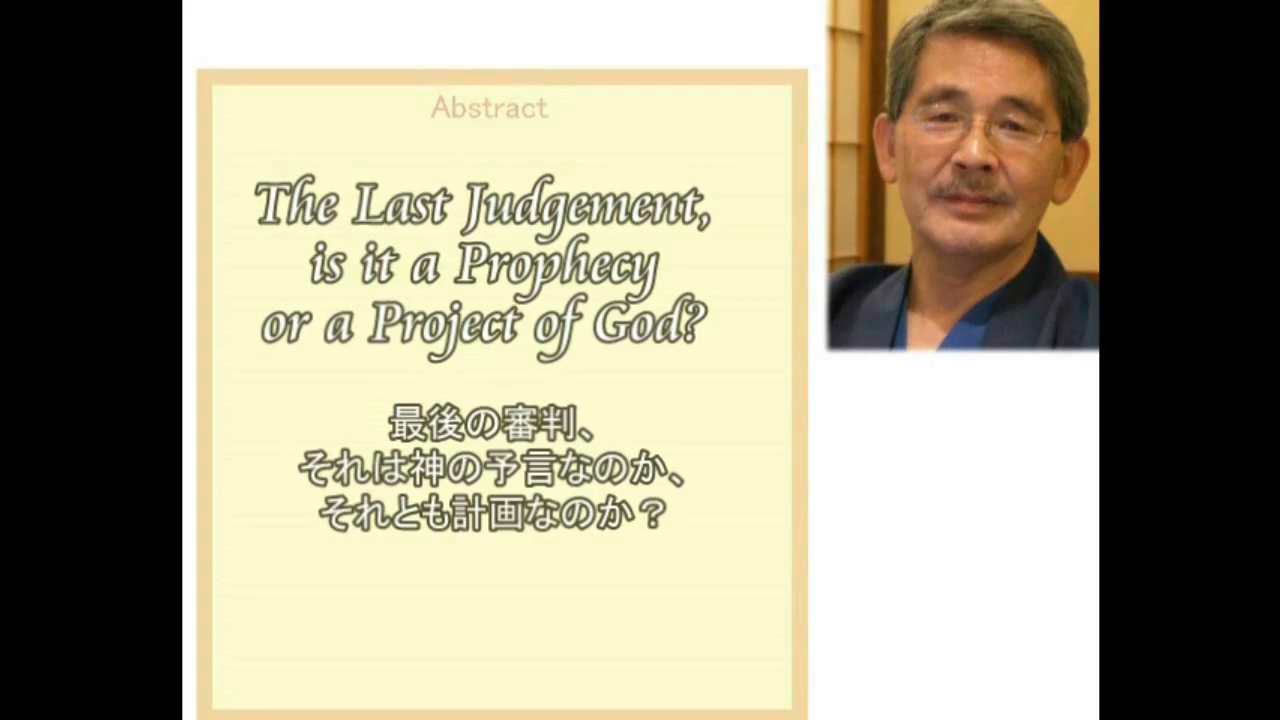 Abstract
The Last Judgement,
is it a Prophecy
or a Project of God?
最後の審判、
それは神の予言なのか、
それとも計画なのか？